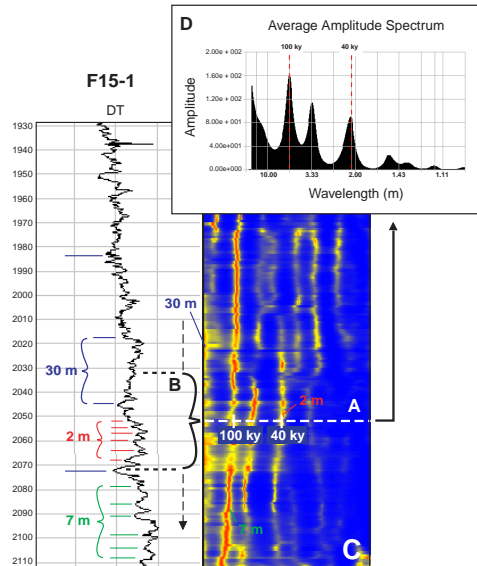 D
Average Amplitude Spectrum
100 ky
40 ky
2.00e + 002
1.60e + 002
1.20e + 002
8.00e + 001
4.00e+001
0.00e+000
Amplitude
10.00
3.33
2.00
1.43
1.11
Wavelength (m)
F15-1
DT
1930
1940
1950
1960
1970
1980
1990
2000
2010
2020
2030
2040
2050
2060
2070
2080
2090
2100
2110
30 m
30 m
B
2 m
7 m
2 m
A
100 ky
40 ky
7 m
C